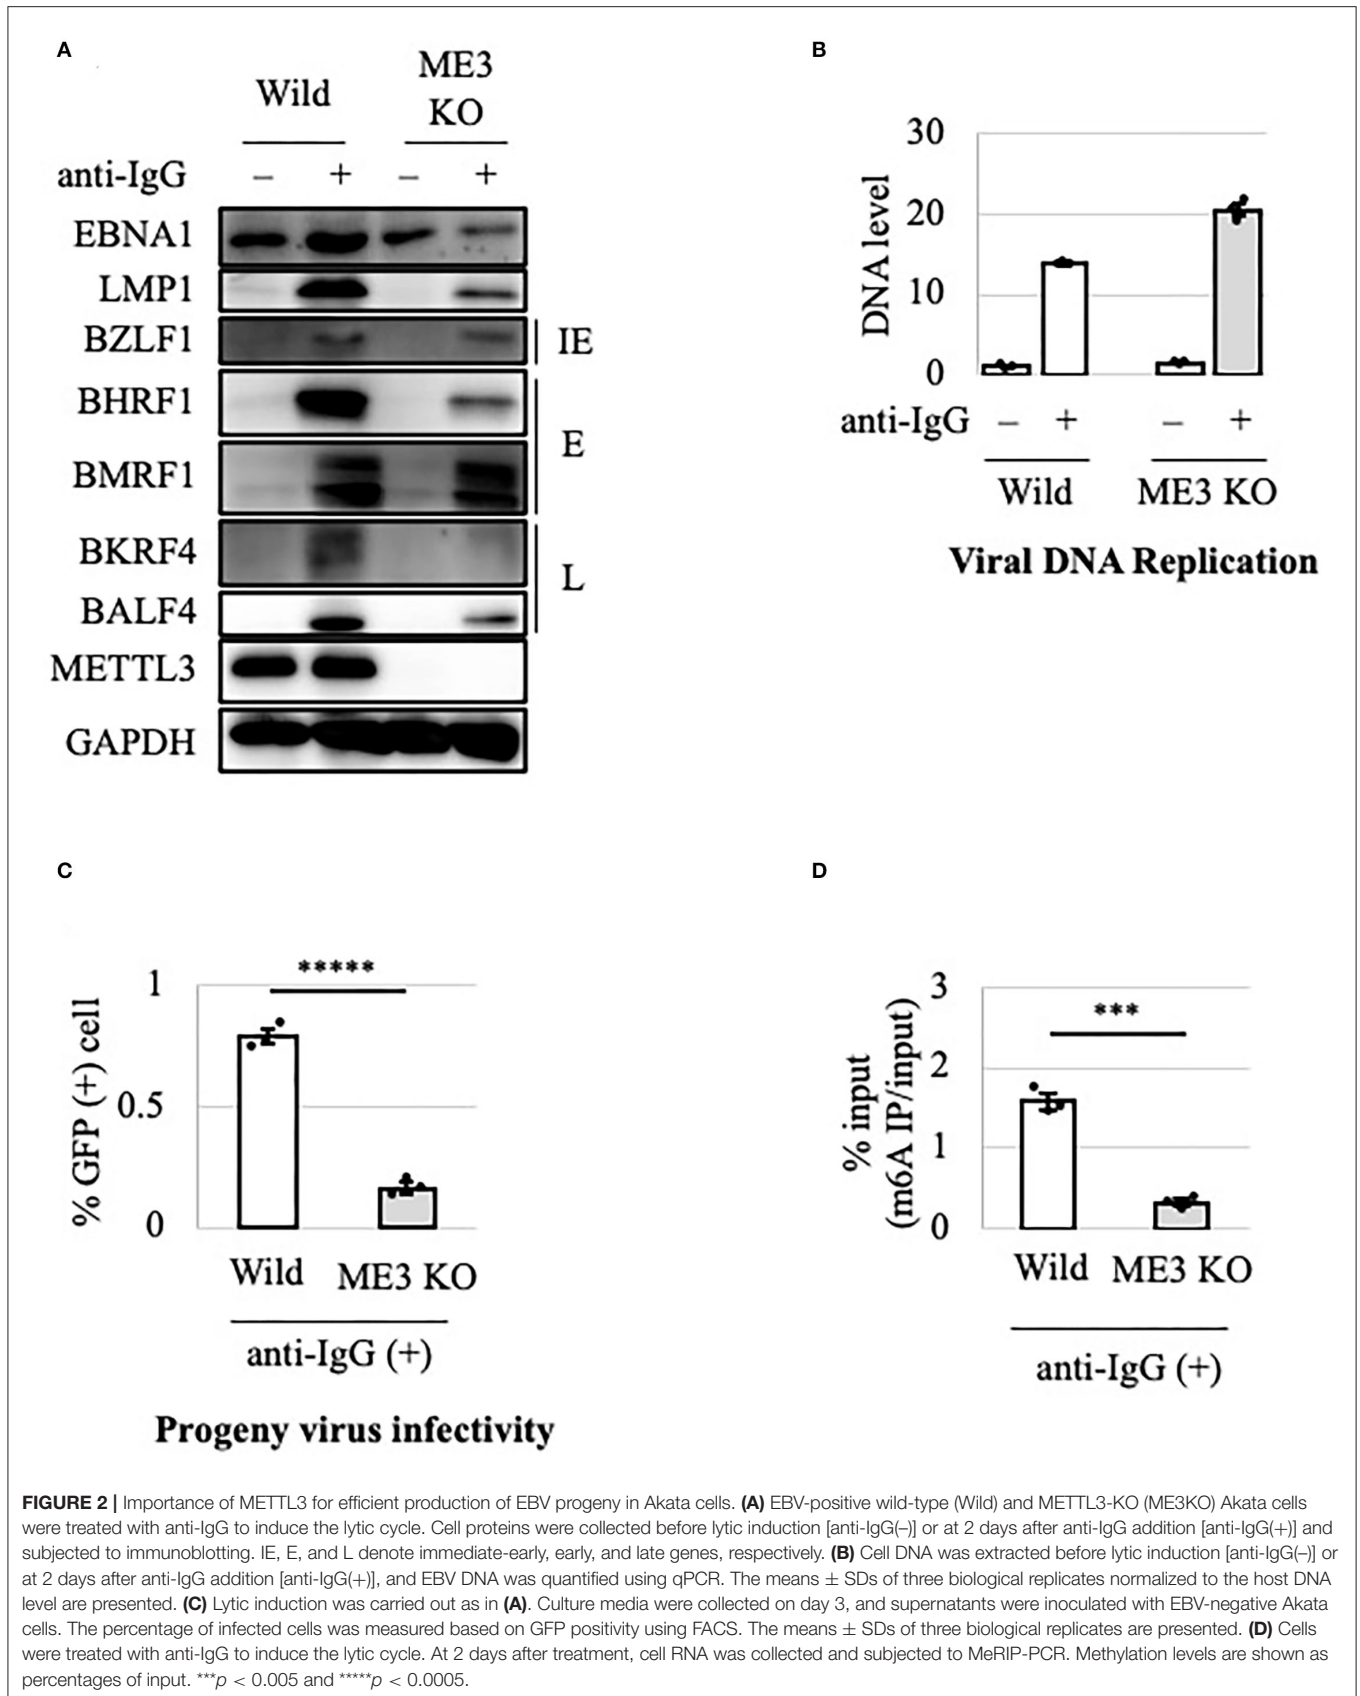 A
Wild
ME3
KO
anti-IgG
− + − +
EBNA1
LMP1
BZLF1
IE
BHRF1
E
BMRF1
BKRF4
L
BALF4
METTL3
GAPDH
B
DNA level
30
20
10
0
anti-IgG − + − +
Wild ME3 KO
Viral DNA Replication
C
% GFP (+) cell
1
0.5
0
*****
Wild ME3 KO
anti-IgG (+)
Progeny virus infectivity
D
% input
(m6A IP/input)
3
2
1
0
***
Wild ME3 KO
anti-IgG (+)
FIGURE 2 | Importance of METTL3 for efficient production of EBV progeny in Akata cells. (A) EBV-positive wild-type (Wild) and METTL3-KO (ME3KO) Akata cells
were treated with anti-IgG to induce the lytic cycle. Cell proteins were collected before lytic induction [anti-IgG(–)] or at 2 days after anti-IgG addition [anti-IgG(+)] and
subjected to immunoblotting. IE, E, and L denote immediate-early, early, and late genes, respectively. (B) Cell DNA was extracted before lytic induction [anti-IgG(–)] or
at 2 days after anti-IgG addition [anti-IgG(+)], and EBV DNA was quantified using qPCR. The means ± SDs of three biological replicates normalized to the host DNA
level are presented. (C) Lytic induction was carried out as in (A). Culture media were collected on day 3, and supernatants were inoculated with EBV-negative Akata
cells. The percentage of infected cells was measured based on GFP positivity using FACS. The means ± SDs of three biological replicates are presented. (D) Cells
were treated with anti-IgG to induce the lytic cycle. At 2 days after treatment, cell RNA was collected and subjected to MeRIP-PCR. Methylation levels are shown as
percentages of input. ***p < 0.005 and *****p < 0.0005.